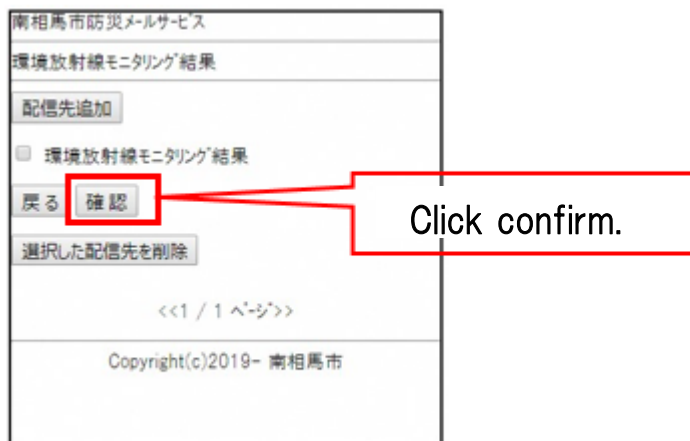 南相馬市防災メールサービス
環境放射線モニタリング結果
配信先追加
環境放射線モニタリング結果
戻る 確認
Click confirm.
選択した配信先を削除
<<1 / 1 ページ>>
Copyright(c)2019- 南相馬市